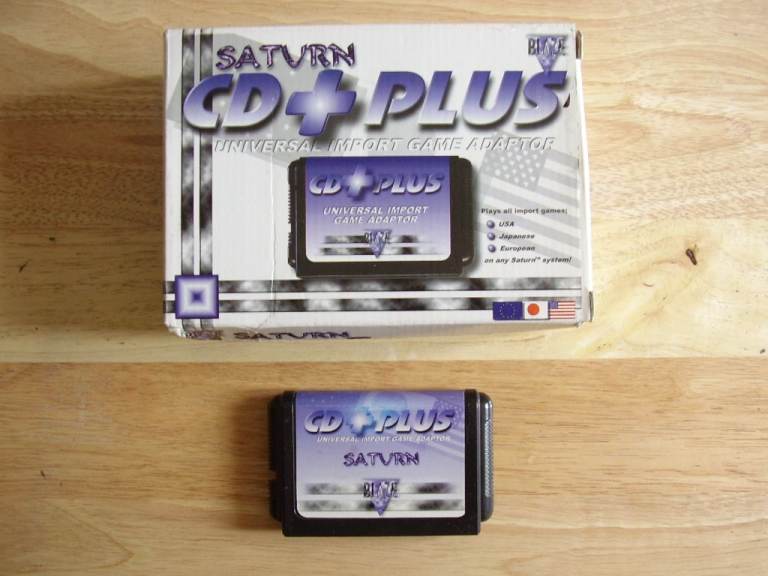 SATURN
BLAZE
CD PLUS
UNIVERSAL IMPORT GAME ADAPTOR
CD PLUS
UNIVERSAL IMPORT
GAME ADAPTOR
BLAZE
Plays all import games:
USA
Japanese
European
on any Saturn™ system!
SATURN
CD PLUS
UNIVERSAL IMPORT GAME ADAPTOR
SATURN
BLAZE